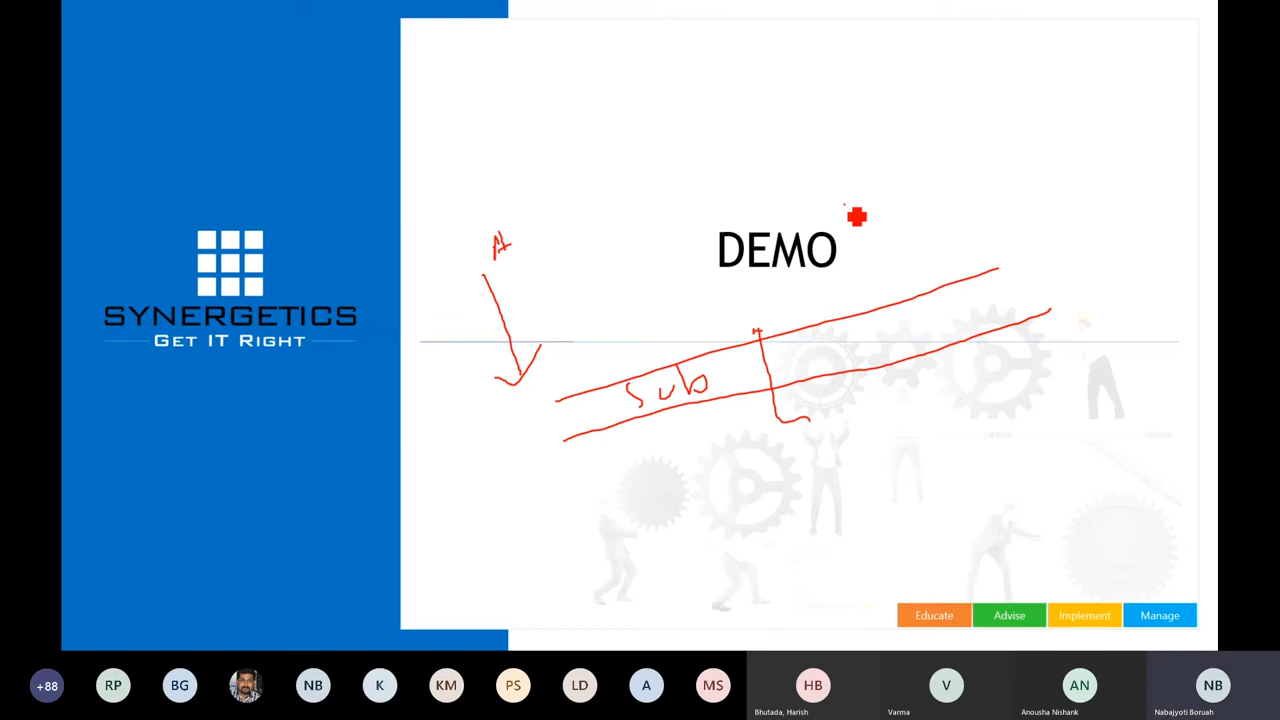 DEMO
A
Sub
SYNERGETICS
GET IT RIGHT
Educate
Advise
Implement
Manage
+88
RP
BG
NB
K
KM
PS
LD
A
MS
HB
V
AN
NB
Bhutada, Harish
Varma
Anousha Nishank
Nabajyoti Boruah